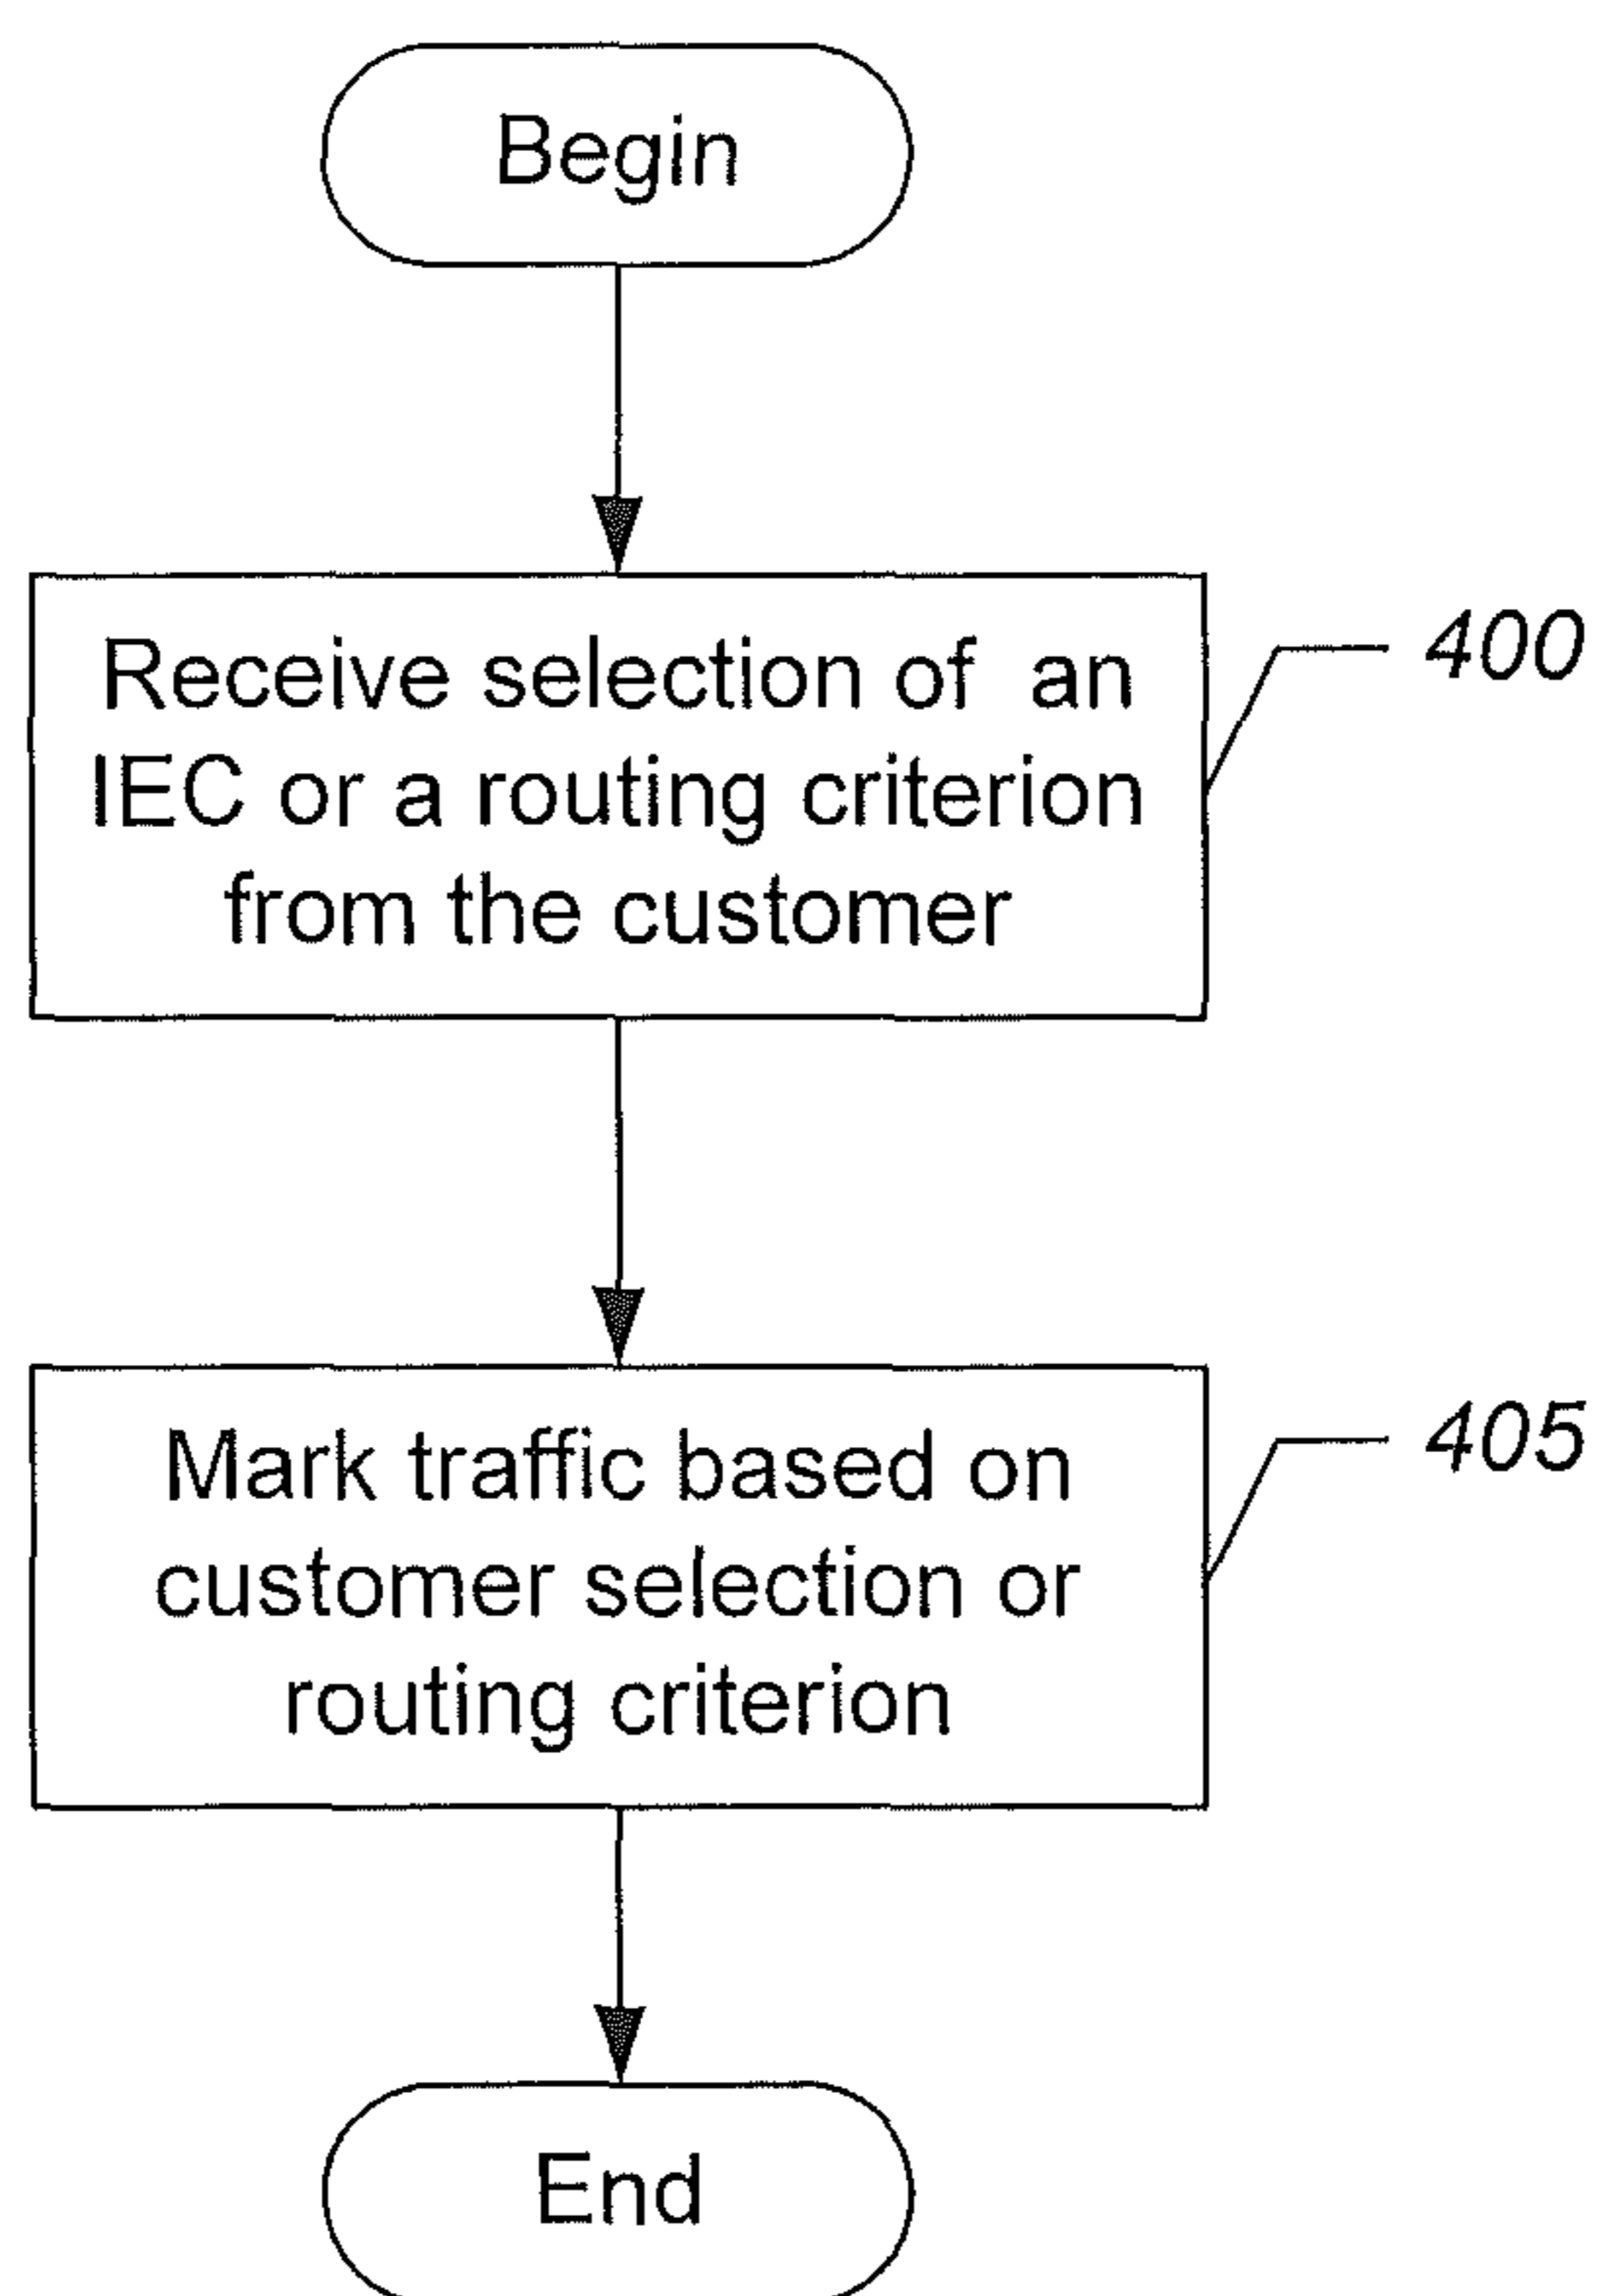 Begin
Receive selection of an
IEC or a routing criterion
from the customer
400
Mark traffic based on
customer selection or
routing criterion
405
End